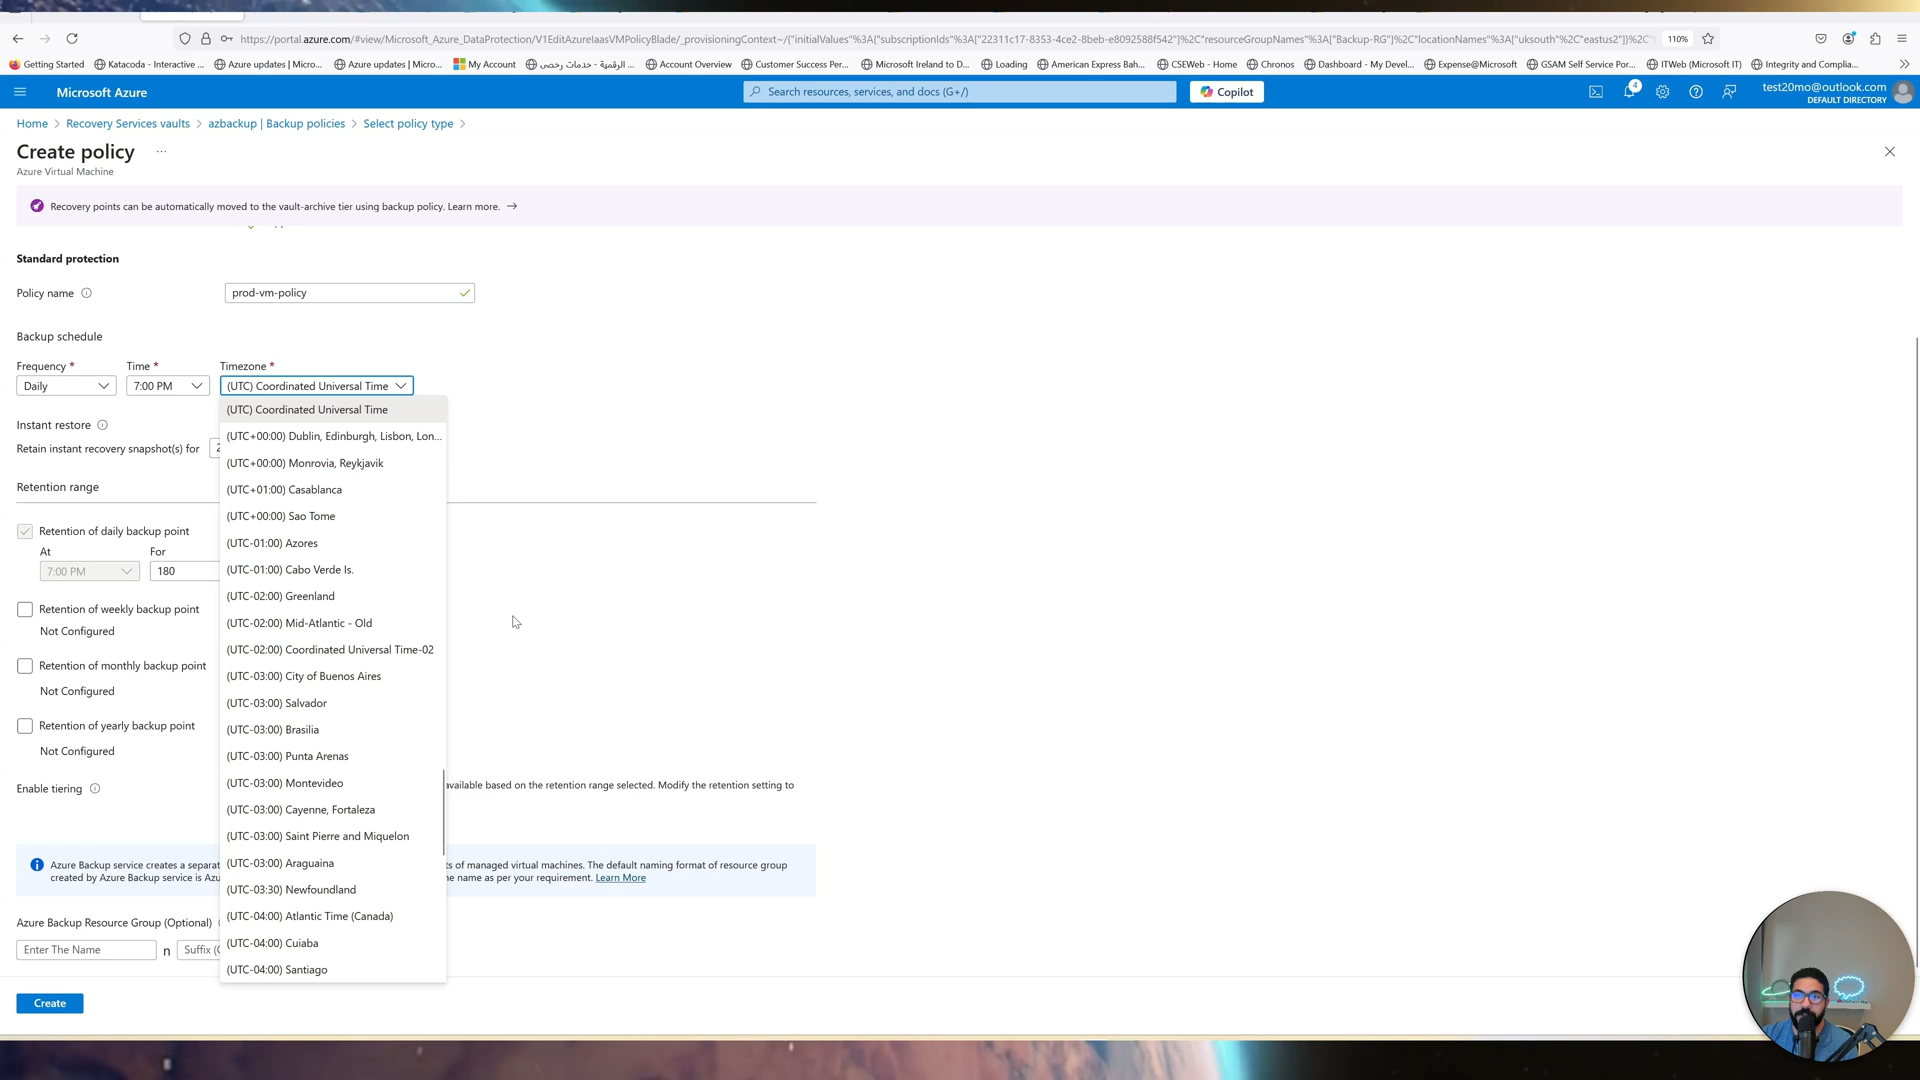 https://portal.azure.com/#view/Microsoft_Azure_DataProtection/V1EditAzureIaasVMPolicyBlade/_provisioningContext~/{"initialValues"%3A{"subscriptionIds"%3A["22311c17-8353-4ce2-8beb-e8092588f542"]%2C"resourceGroupNames"%3A["Backup-RG"]%2C"locationNames"%3A["uksouth"%2C"eastus2"]}%2C"
110%
Getting Started
Katacoda - Interactive ...
Azure updates | Micro...
Azure updates | Micro...
My Account
الرقمية - خدمات رخصى ...
Account Overview
Customer Success Per...
Microsoft Ireland to D...
Loading
American Express Bah...
CSEWeb - Home
Chronos
Dashboard - My Devel...
Expense@Microsoft
GSAM Self Service Por...
ITWeb (Microsoft IT)
Integrity and Complia...
Microsoft Azure
Search resources, services, and docs (G+/)
Copilot
4
test20mo@outlook.com
DEFAULT DIRECTORY
Home > Recovery Services vaults > azbackup | Backup policies > Select policy type >
Create policy ...
Azure Virtual Machine
Recovery points can be automatically moved to the vault-archive tier using backup policy. Learn more. →
Standard protection
Policy name
prod-vm-policy
Backup schedule
Frequency * Time * Timezone *
Daily 7:00 PM (UTC) Coordinated Universal Time
(UTC) Coordinated Universal Time
(UTC+00:00) Dublin, Edinburgh, Lisbon, Lon...
(UTC+00:00) Monrovia, Reykjavik
(UTC+01:00) Casablanca
(UTC+00:00) Sao Tome
(UTC-01:00) Azores
(UTC-01:00) Cabo Verde Is.
(UTC-02:00) Greenland
(UTC-02:00) Mid-Atlantic - Old
(UTC-02:00) Coordinated Universal Time-02
(UTC-03:00) City of Buenos Aires
(UTC-03:00) Salvador
(UTC-03:00) Brasilia
(UTC-03:00) Punta Arenas
(UTC-03:00) Montevideo
(UTC-03:00) Cayenne, Fortaleza
(UTC-03:00) Saint Pierre and Miquelon
(UTC-03:00) Araguaina
(UTC-03:30) Newfoundland
(UTC-04:00) Atlantic Time (Canada)
(UTC-04:00) Cuiaba
(UTC-04:00) Santiago
Instant restore
Retain instant recovery snapshot(s) for
Retention range
Retention of daily backup point
At For
7:00 PM 180
Retention of weekly backup point
Not Configured
Retention of monthly backup point
Not Configured
Retention of yearly backup point
Not Configured
Enable tiering
available based on the retention range selected. Modify the retention setting to
Azure Backup service creates a separat
ts of managed virtual machines. The default naming format of resource group
created by Azure Backup service is Azu
ne name as per your requirement. Learn More
Azure Backup Resource Group (Optional)
Enter The Name n Suffix (
Create